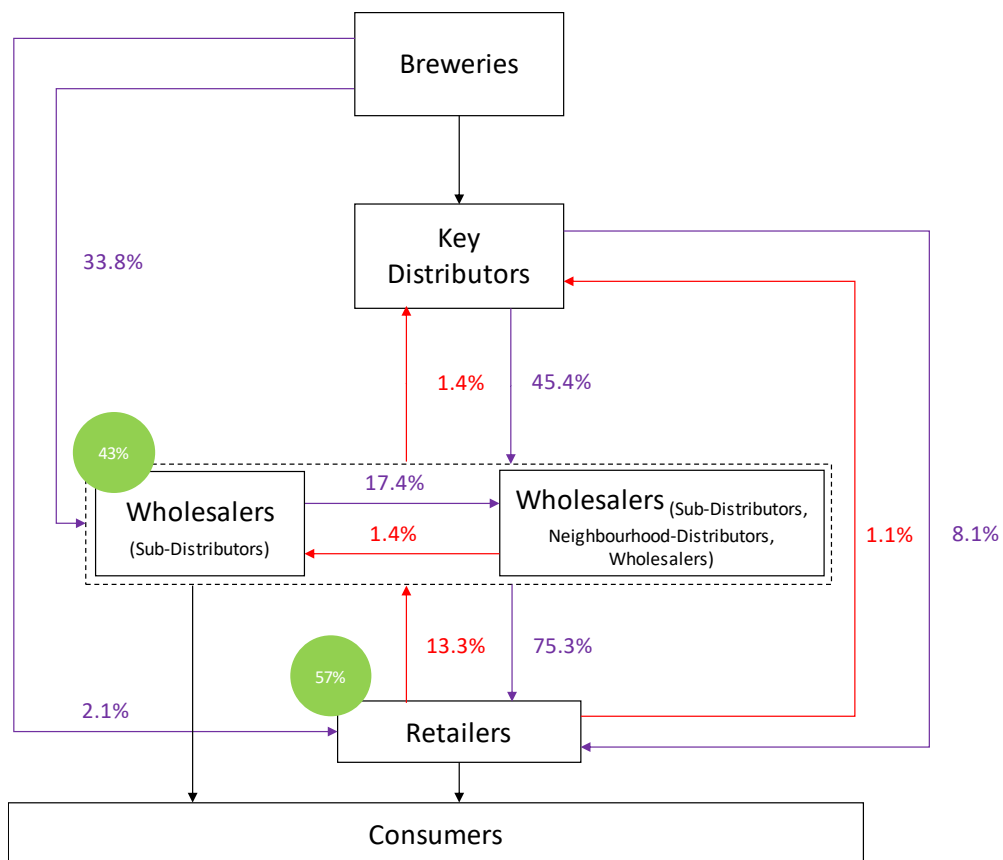 Breweries
Key
Distributors
33.8%
1.4%
45.4%
43%
Wholesalers
(Sub-Distributors)
17.4%
1.4%
Wholesalers (Sub-Distributors,
Neighbourhood-Distributors,
Wholesalers)
1.1%
8.1%
13.3%
75.3%
57%
2.1%
Retailers
Consumers